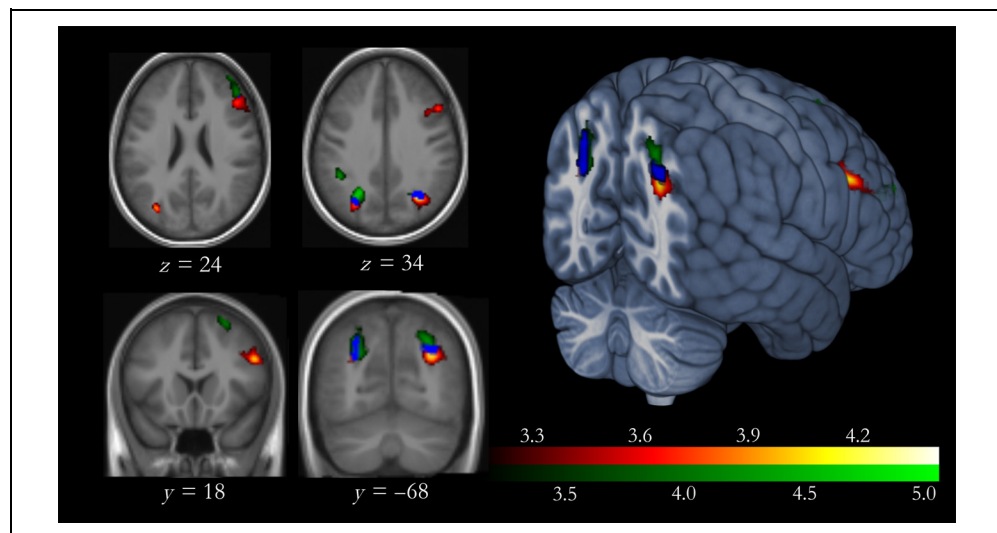 z = 24
z = 34
y = 18
y = –68
3.3 3.6 3.9 4.2
3.5 4.0 4.5 5.0